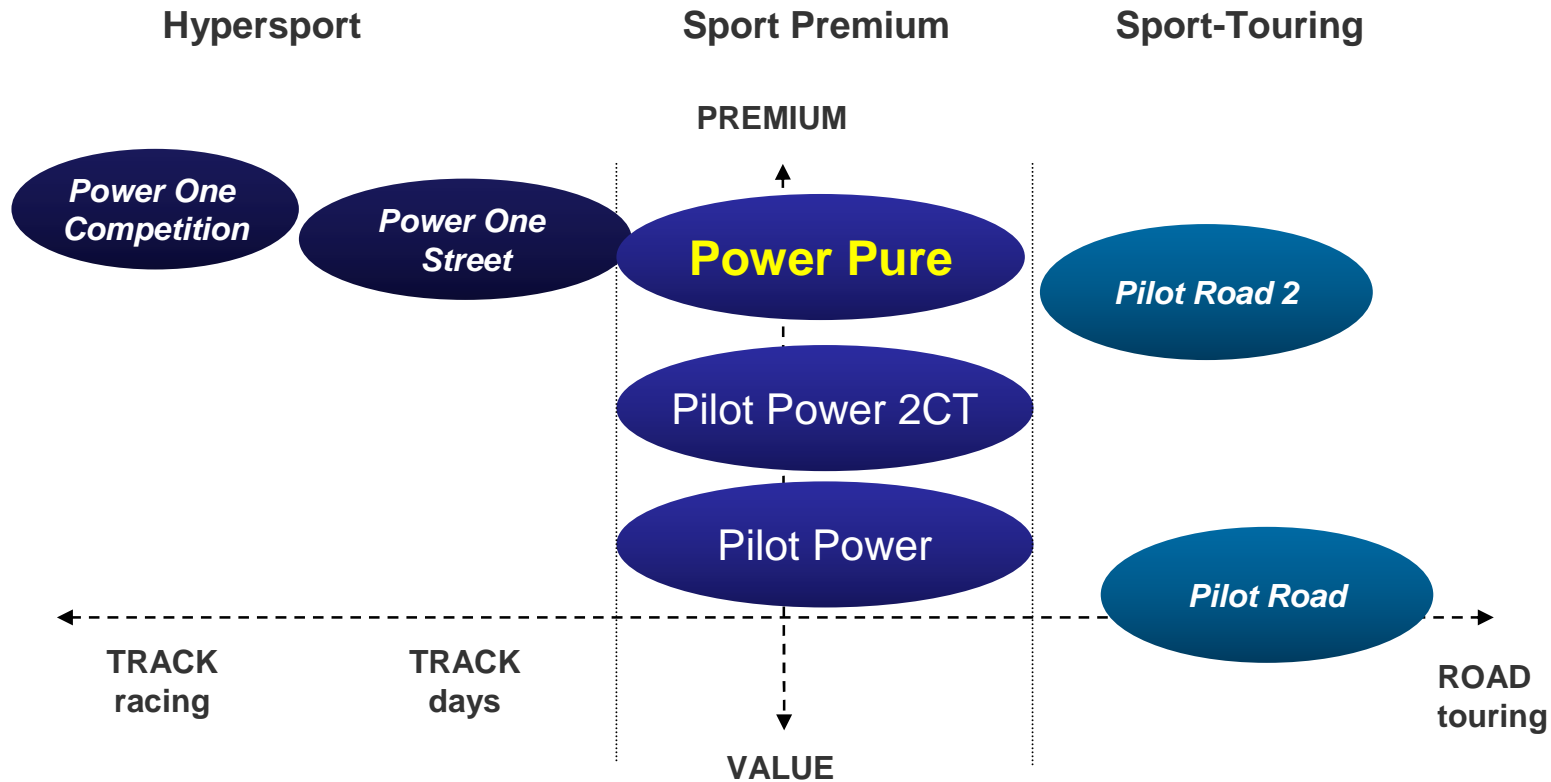 Hypersport
Sport Premium
Sport-Touring
PREMIUM
Power One
Competition
Power One
Street
Power Pure
Pilot Road 2
Pilot Power 2CT
Pilot Power
Pilot Road
TRACK
racing
TRACK
days
ROAD
touring
VALUE